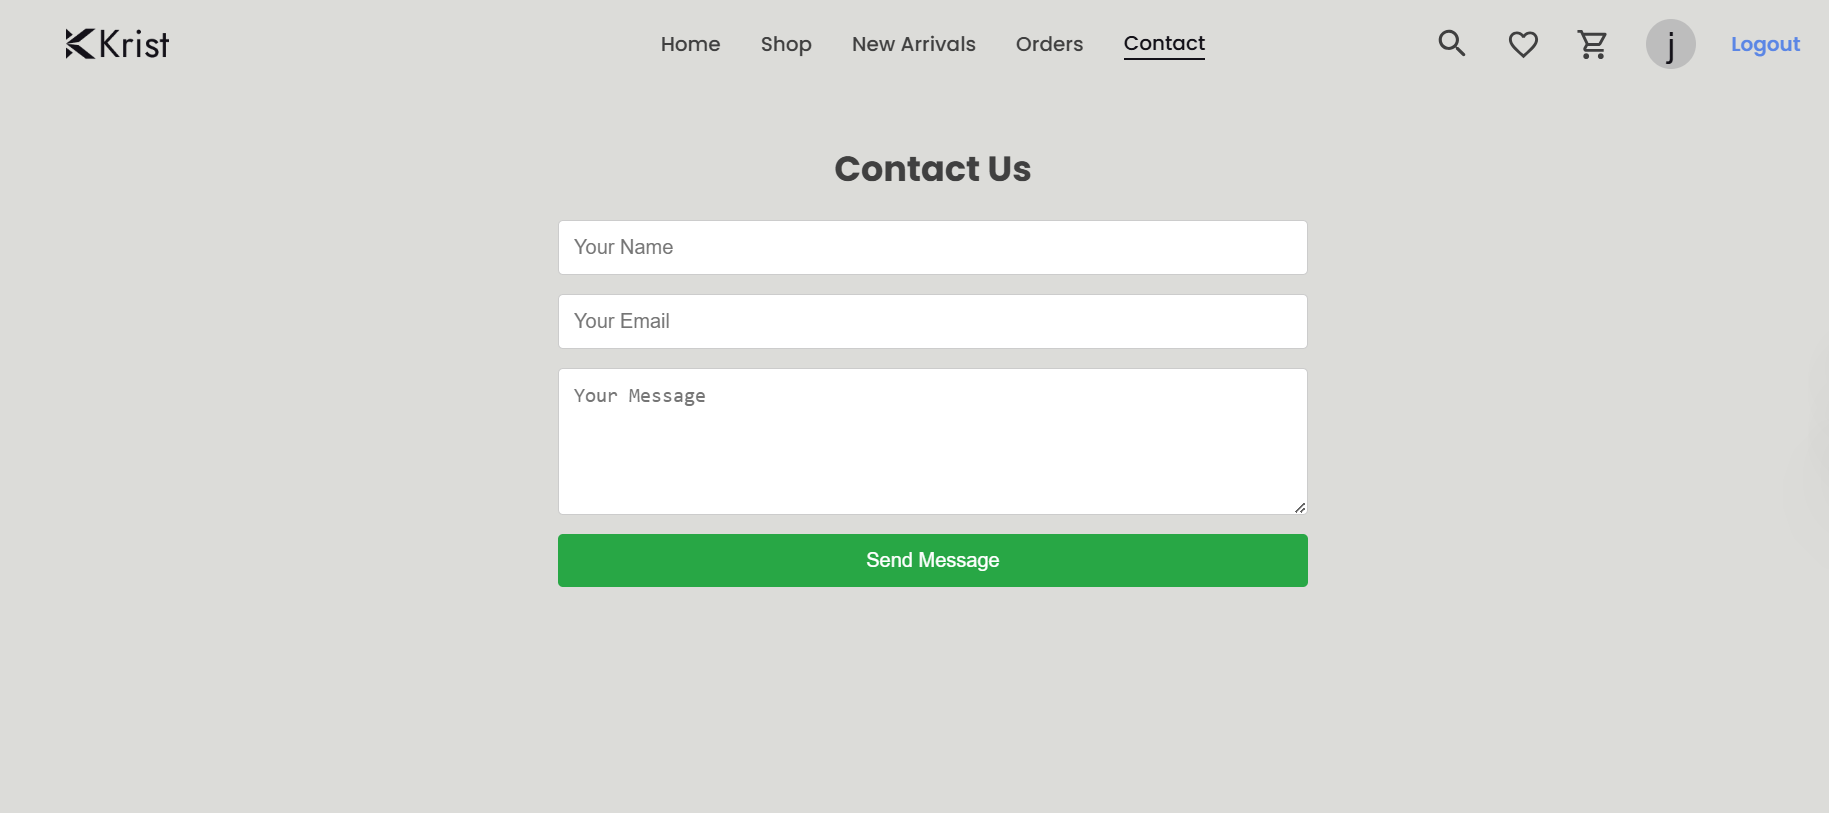 Krist
Home Shop New Arrivals Orders Contact
j
Logout
Contact Us
Your Name
Your Email
Your Message
Send Message